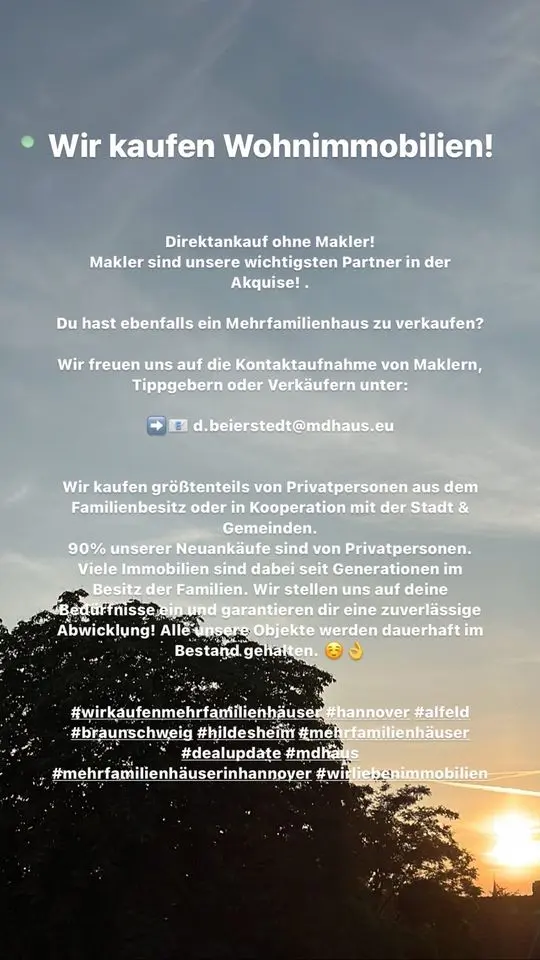 Wir kaufen Wohnimmobilien!
Direktankauf ohne Makler!
Makler sind unsere wichtigsten Partner in der
Akquise! .
Du hast ebenfalls ein Mehrfamilienhaus zu verkaufen?
Wir freuen uns auf die Kontaktaufnahme von Maklern,
Tippgebern oder Verkäufern unter:
➡️📧 d.beierstedt@mdhaus.eu
Wir kaufen größtenteils von Privatpersonen aus dem
Familienbesitz oder in Kooperation mit der Stadt &
Gemeinden.
90% unserer Neuankäufe sind von Privatpersonen.
Viele Immobilien sind dabei seit Generationen im
Besitz der Familien. Wir stellen uns auf deine
Bedürfnisse ein und garantieren dir eine zuverlässige
Abwicklung! Alle unsere Objekte werden dauerhaft im
Bestand gehalten. ☺️👌
#wirkaufenmehrfamilienhäuser #hannover #alfeld
#braunschweig #hildesheim #mehrfamilienhäuser
#dealupdate #mdhaus
#mehrfamilienhäuserinhannover #wirliebenimmobilien